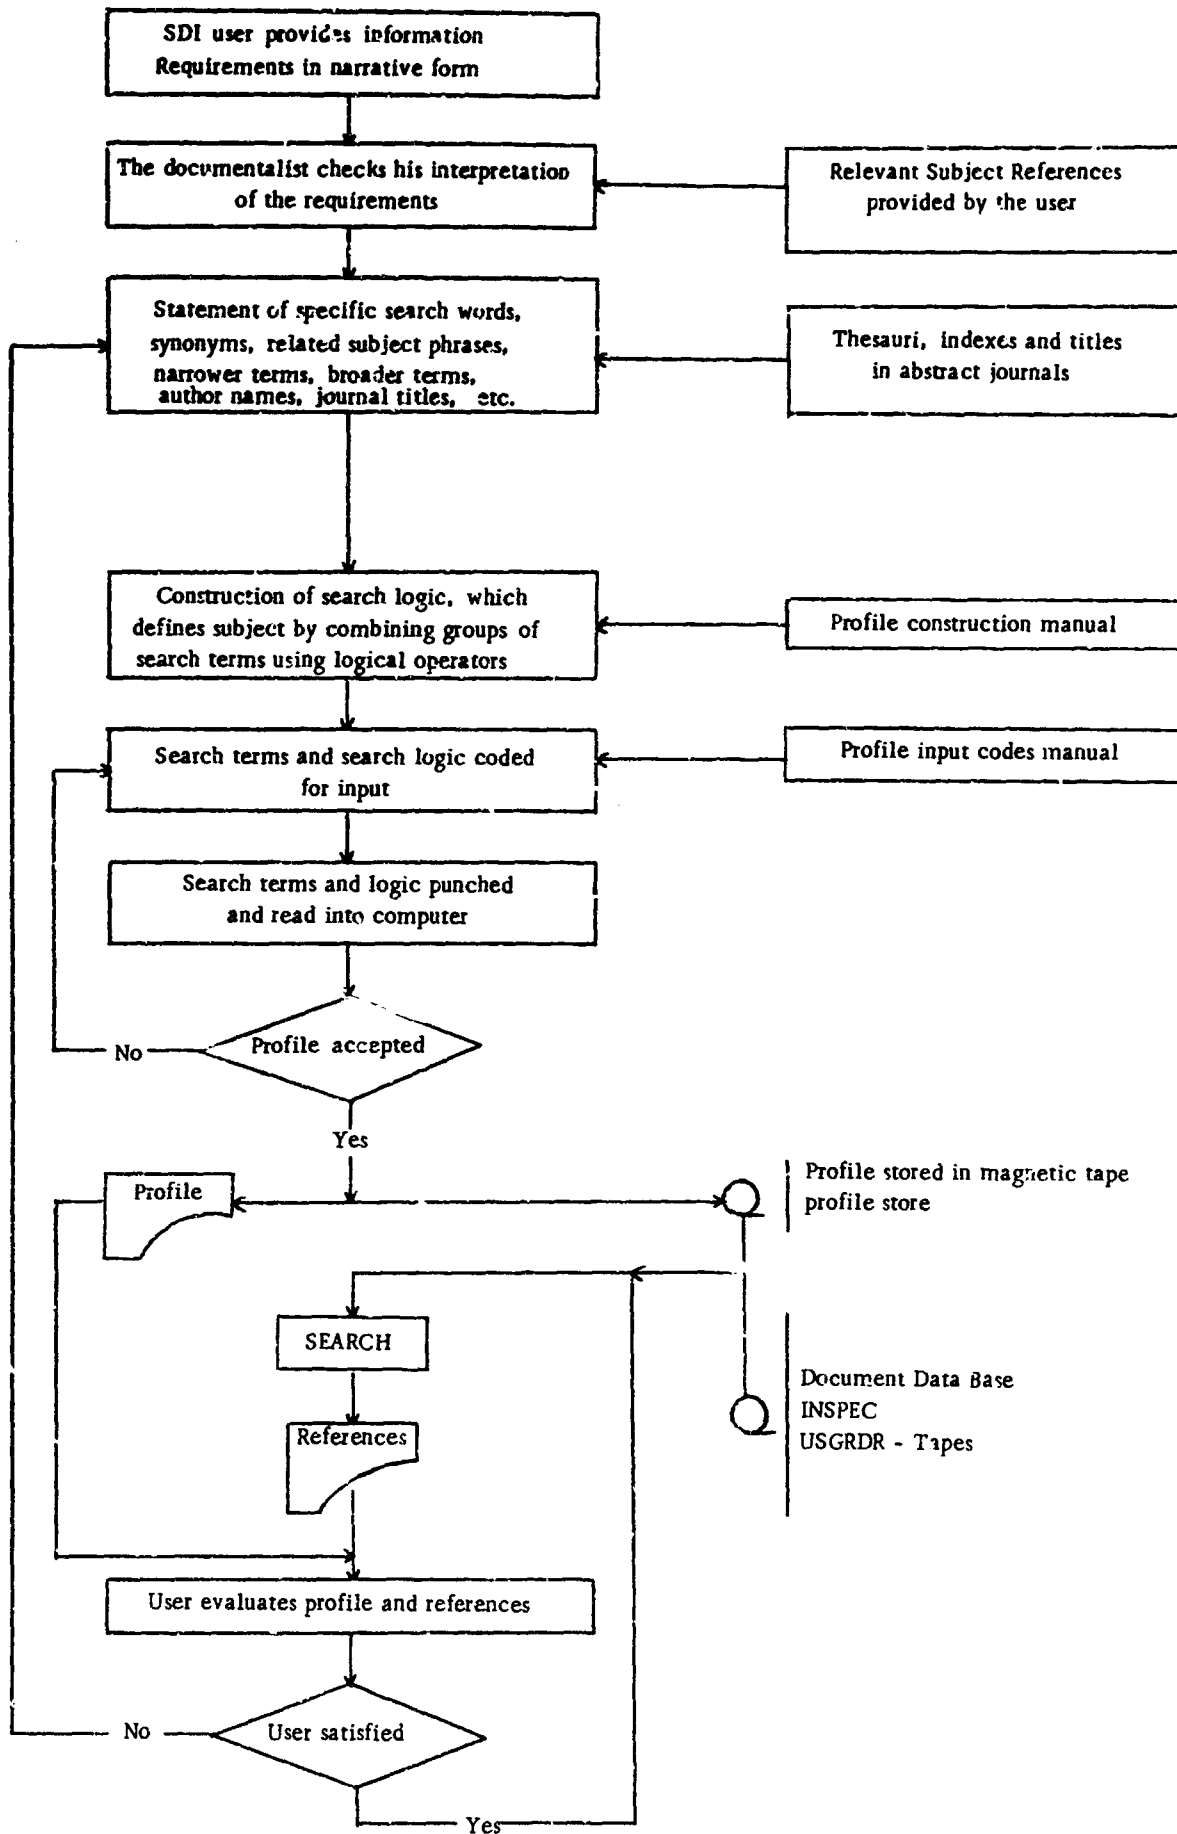 SDI user provides information
Requirements in narrative form
The documentalist checks his interpretation
of the requirements
Relevant Subject References
provided by the user
Statement of specific search words,
synonyms, related subject phrases,
narrower terms, broader terms,
author names, journal titles, etc.
Thesauri, indexes and titles
in abstract journals
Construction of search logic, which
defines subject by combining groups of
search terms using logical operators
Profile construction manual
Search terms and search logic coded
for input
Profile input codes manual
Search terms and logic punched
and read into computer
Profile accepted
No
Yes
Profile
Profile stored in magnetic tape
profile store
SEARCH
References
Document Data Base
INSPEC
USGRDR - Tapes
User evaluates profile and references
User satisfied
No
Yes